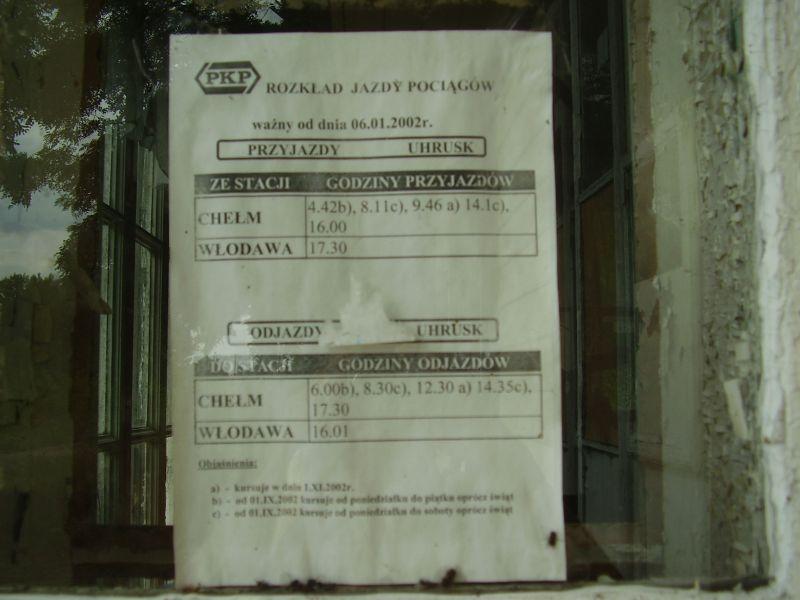 PKP ROZKŁAD JAZDY POCIĄGÓW
ważny od dnia 06.01.2002r.
PRZYJAZDY UHRUSK
ZE STACJI GODZINY PRZYJAZDÓW
CHEŁM 4.42b), 8.11c), 9.46 a) 14.1c),
16.00
WŁODAWA 17.30
ODJAZDY UHRUSK
DO STACJI GODZINY ODJAZDÓW
CHEŁM 6.00b), 8.30c), 12.30 a) 14.35c),
17.30
WŁODAWA 16.01
Objaśnienia:
a) - kursuje w dniu 1.XI.2002r.
b) - od 01.IX.2002 kursuje od poniedziałku do piątku oprócz świąt
c) - od 01.IX.2002 kursuje od poniedziałku do soboty oprócz świąt